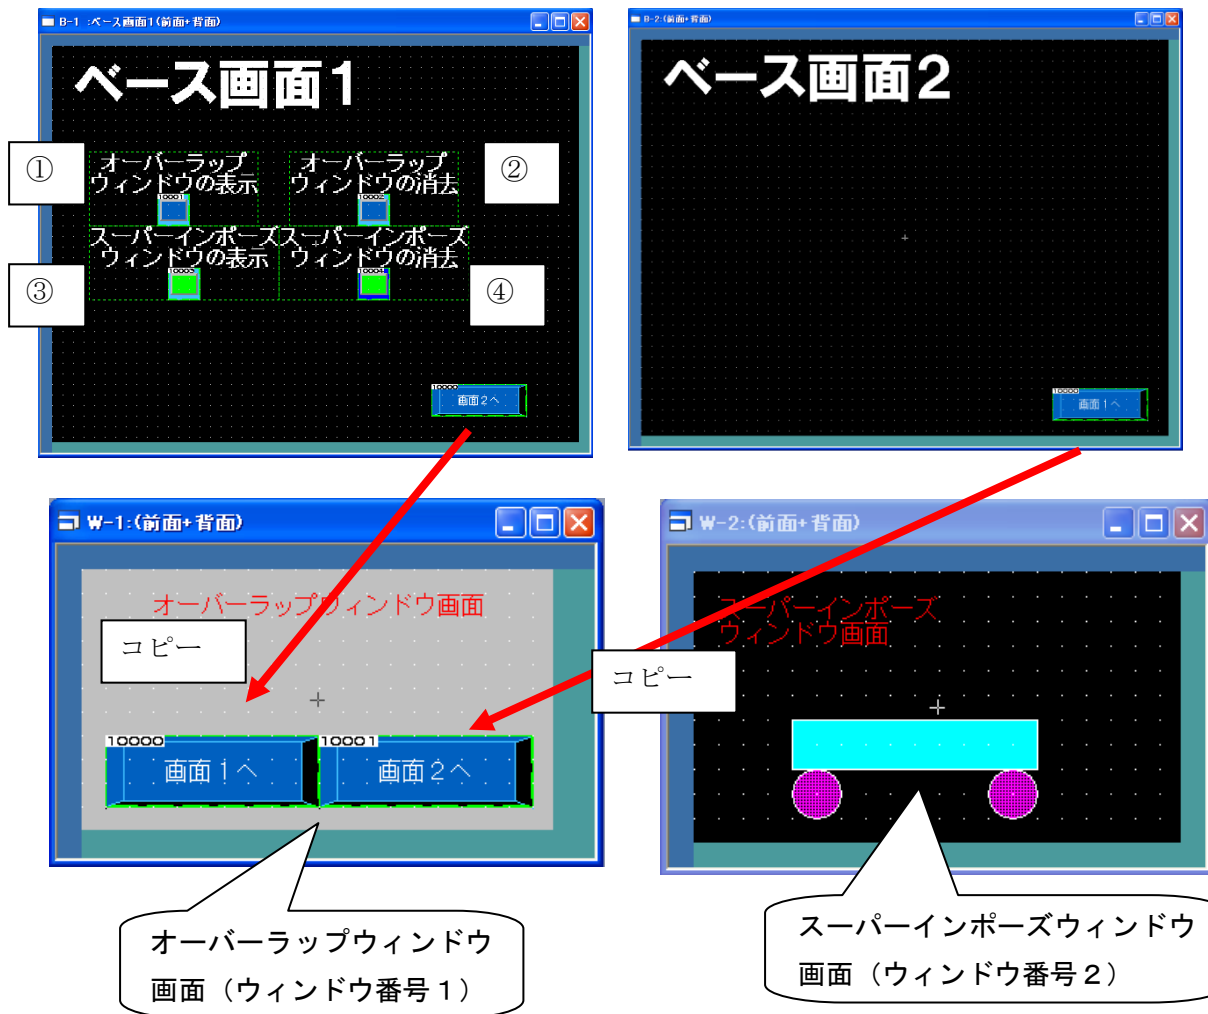 B-1 :ベース画面1(前面+背面)
ベース画面1
①
オーバーラップ
ウィンドウの表示
10001
オーバーラップ
ウィンドウの消去
10002
②
スーパーインポーズ
ウィンドウの表示
10003
スーパーインポーズ
ウィンドウの消去
10004
③
④
10000
画面2へ
B-2:(前面+背面)
ベース画面2
10000
画面1へ
W-1:(前面+背面)
オーバーラップウィンドウ画面
コピー
10000
画面1へ
10001
画面2へ
W-2:(前面+背面)
スーパーインポーズ
ウィンドウ画面
コピー
オーバーラップウィンドウ
画面（ウィンドウ番号1）
スーパーインポーズウィンドウ
画面（ウィンドウ番号2）